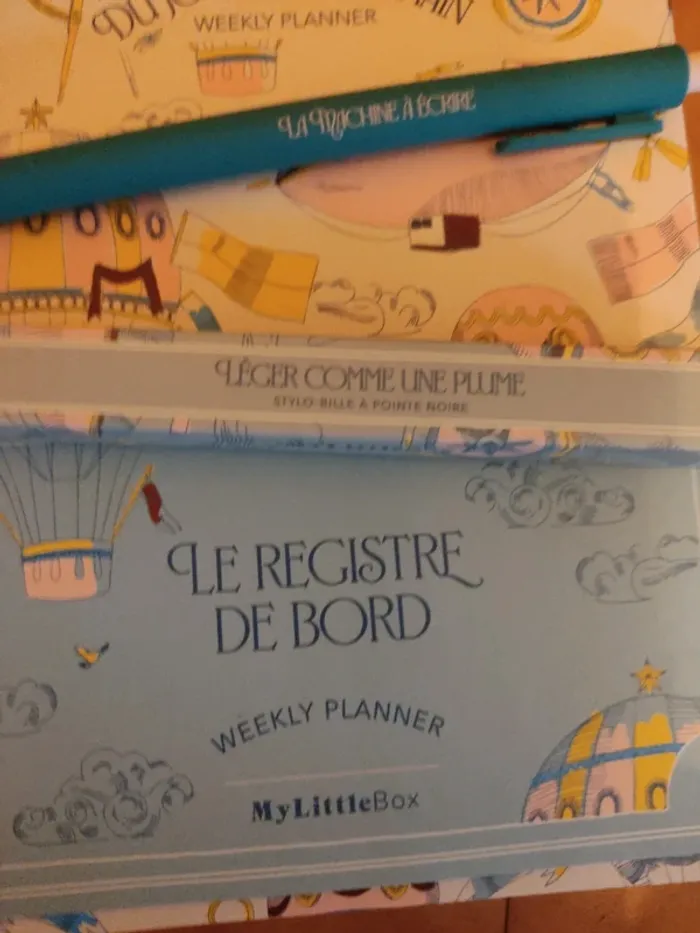 WEEKLY PLANNER
LA MACHINE À ÉCRIRE
LÉGER COMME UNE PLUME
STYLO BILLE À POINTE NOIRE
LE REGISTRE
DE BORD
WEEKLY PLANNER
MyLittleBox